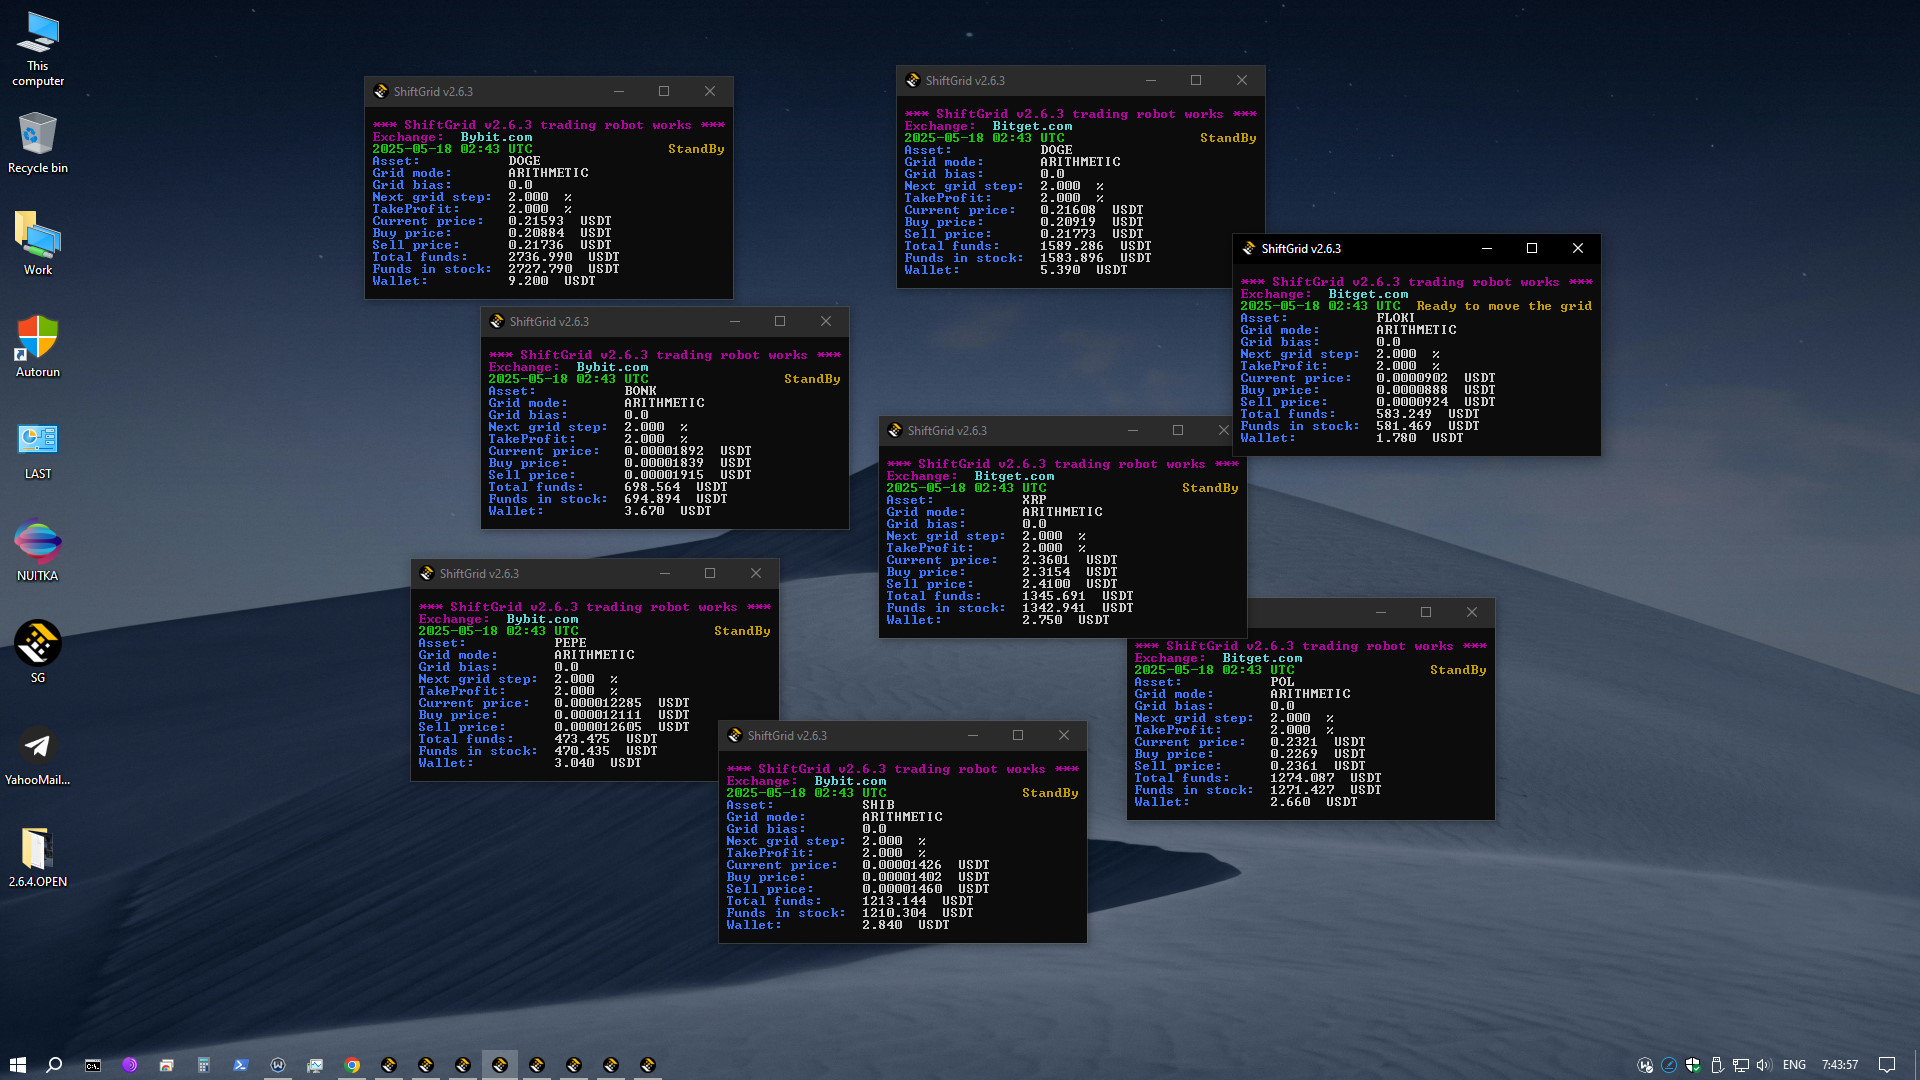 This
computer
Recycle bin
Work
Autorun
LAST
NUITKA
SG
YahooMail...
2.6.4.OPEN
ShiftGrid v2.6.3
*** ShiftGrid v2.6.3 trading robot works ***
Exchange: Bybit.com
2025-05-18 02:43 UTC StandBy
Asset: DOGE
Grid mode: ARITHMETIC
Grid bias: 0.0
Next grid step: 2.000 %
TakeProfit: 2.000 %
Current price: 0.21593 USDT
Buy price: 0.20884 USDT
Sell price: 0.21736 USDT
Total funds: 2736.990 USDT
Funds in stock: 2727.790 USDT
Wallet: 9.200 USDT
ShiftGrid v2.6.3
*** ShiftGrid v2.6.3 trading robot works ***
Exchange: Bitget.com
2025-05-18 02:43 UTC StandBy
Asset: DOGE
Grid mode: ARITHMETIC
Grid bias: 0.0
Next grid step: 2.000 %
TakeProfit: 2.000 %
Current price: 0.21608 USDT
Buy price: 0.20919 USDT
Sell price: 0.21773 USDT
Total funds: 1589.286 USDT
Funds in stock: 1583.896 USDT
Wallet: 5.390 USDT
ShiftGrid v2.6.3
*** ShiftGrid v2.6.3 trading robot works ***
Exchange: Bitget.com
2025-05-18 02:43 UTC Ready to move the grid
Asset: FLOKI
Grid mode: ARITHMETIC
Grid bias: 0.0
Next grid step: 2.000 %
TakeProfit: 2.000 %
Current price: 0.0000902 USDT
Buy price: 0.0000888 USDT
Sell price: 0.0000924 USDT
Total funds: 583.249 USDT
Funds in stock: 581.469 USDT
Wallet: 1.780 USDT
ShiftGrid v2.6.3
*** ShiftGrid v2.6.3 trading robot works ***
Exchange: Bybit.com
2025-05-18 02:43 UTC StandBy
Asset: BONK
Grid mode: ARITHMETIC
Grid bias: 0.0
Next grid step: 2.000 %
TakeProfit: 2.000 %
Current price: 0.00001892 USDT
Buy price: 0.00001839 USDT
Sell price: 0.00001915 USDT
Total funds: 698.564 USDT
Funds in stock: 694.894 USDT
Wallet: 3.670 USDT
ShiftGrid v2.6.3
*** ShiftGrid v2.6.3 trading robot works ***
Exchange: Bitget.com
2025-05-18 02:43 UTC StandBy
Asset: XRP
Grid mode: ARITHMETIC
Grid bias: 0.0
Next grid step: 2.000 %
TakeProfit: 2.000 %
Current price: 2.3601 USDT
Buy price: 2.3154 USDT
Sell price: 2.4100 USDT
Total funds: 1345.691 USDT
Funds in stock: 1342.941 USDT
Wallet: 2.750 USDT
ShiftGrid v2.6.3
*** ShiftGrid v2.6.3 trading robot works ***
Exchange: Bybit.com
2025-05-18 02:43 UTC StandBy
Asset: PEPE
Grid mode: ARITHMETIC
Grid bias: 0.0
Next grid step: 2.000 %
TakeProfit: 2.000 %
Current price: 0.000012285 USDT
Buy price: 0.000012111 USDT
Sell price: 0.000012605 USDT
Total funds: 473.475 USDT
Funds in stock: 470.435 USDT
Wallet: 3.040 USDT
*** ShiftGrid v2.6.3 trading robot works ***
Exchange: Bitget.com
2025-05-18 02:43 UTC StandBy
Asset: POL
Grid mode: ARITHMETIC
Grid bias: 0.0
Next grid step: 2.000 %
TakeProfit: 2.000 %
Current price: 0.2321 USDT
Buy price: 0.2269 USDT
Sell price: 0.2361 USDT
Total funds: 1274.087 USDT
Funds in stock: 1271.427 USDT
Wallet: 2.660 USDT
ShiftGrid v2.6.3
*** ShiftGrid v2.6.3 trading robot works ***
Exchange: Bybit.com
2025-05-18 02:43 UTC StandBy
Asset: SHIB
Grid mode: ARITHMETIC
Grid bias: 0.0
Next grid step: 2.000 %
TakeProfit: 2.000 %
Current price: 0.00001426 USDT
Buy price: 0.00001402 USDT
Sell price: 0.00001460 USDT
Total funds: 1213.144 USDT
Funds in stock: 1210.304 USDT
Wallet: 2.840 USDT
ENG 7:43:57